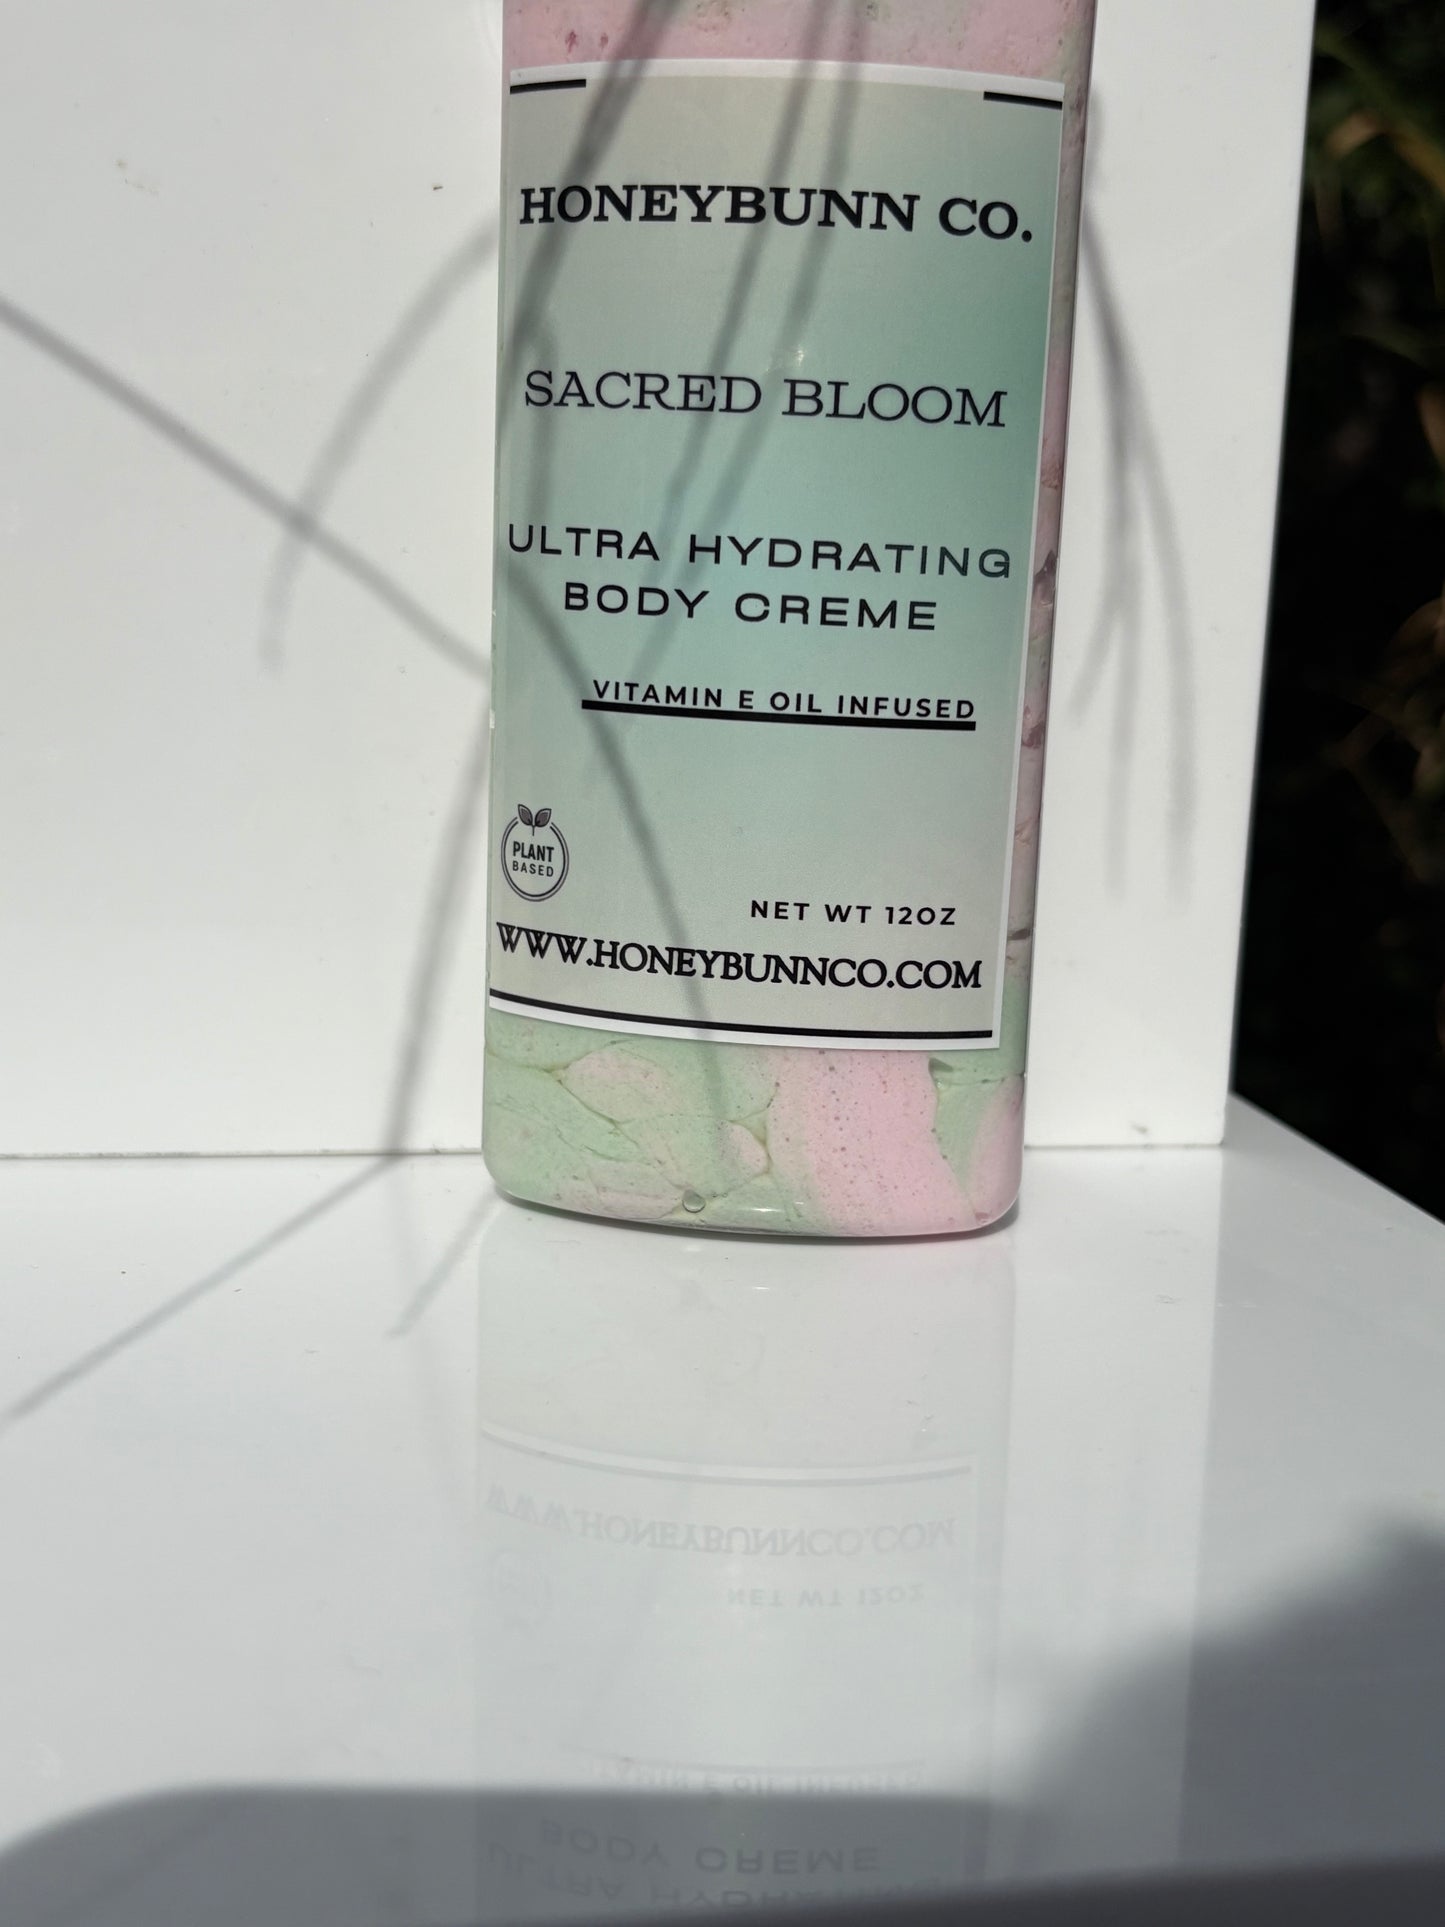 HONEYBUNN CO.
SACRED BLOOM
ULTRA HYDRATING
BODY CREME
VITAMIN E OIL INFUSED
PLANT
BASED
NET WT 12OZ
WWW.HONEYBUNNCO.COM